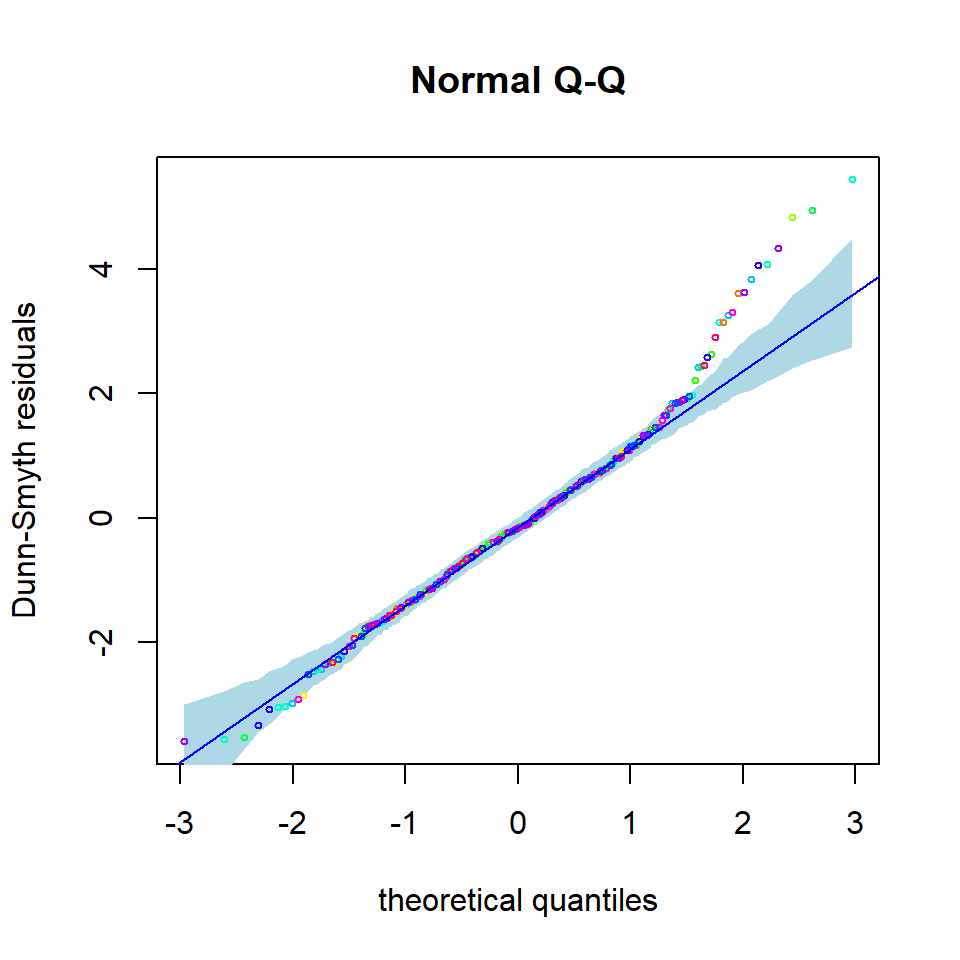 Normal Q-Q
Dunn-Smyth residuals
4
2
0
-2
-3 -2 -1 0 1 2 3
theoretical quantiles